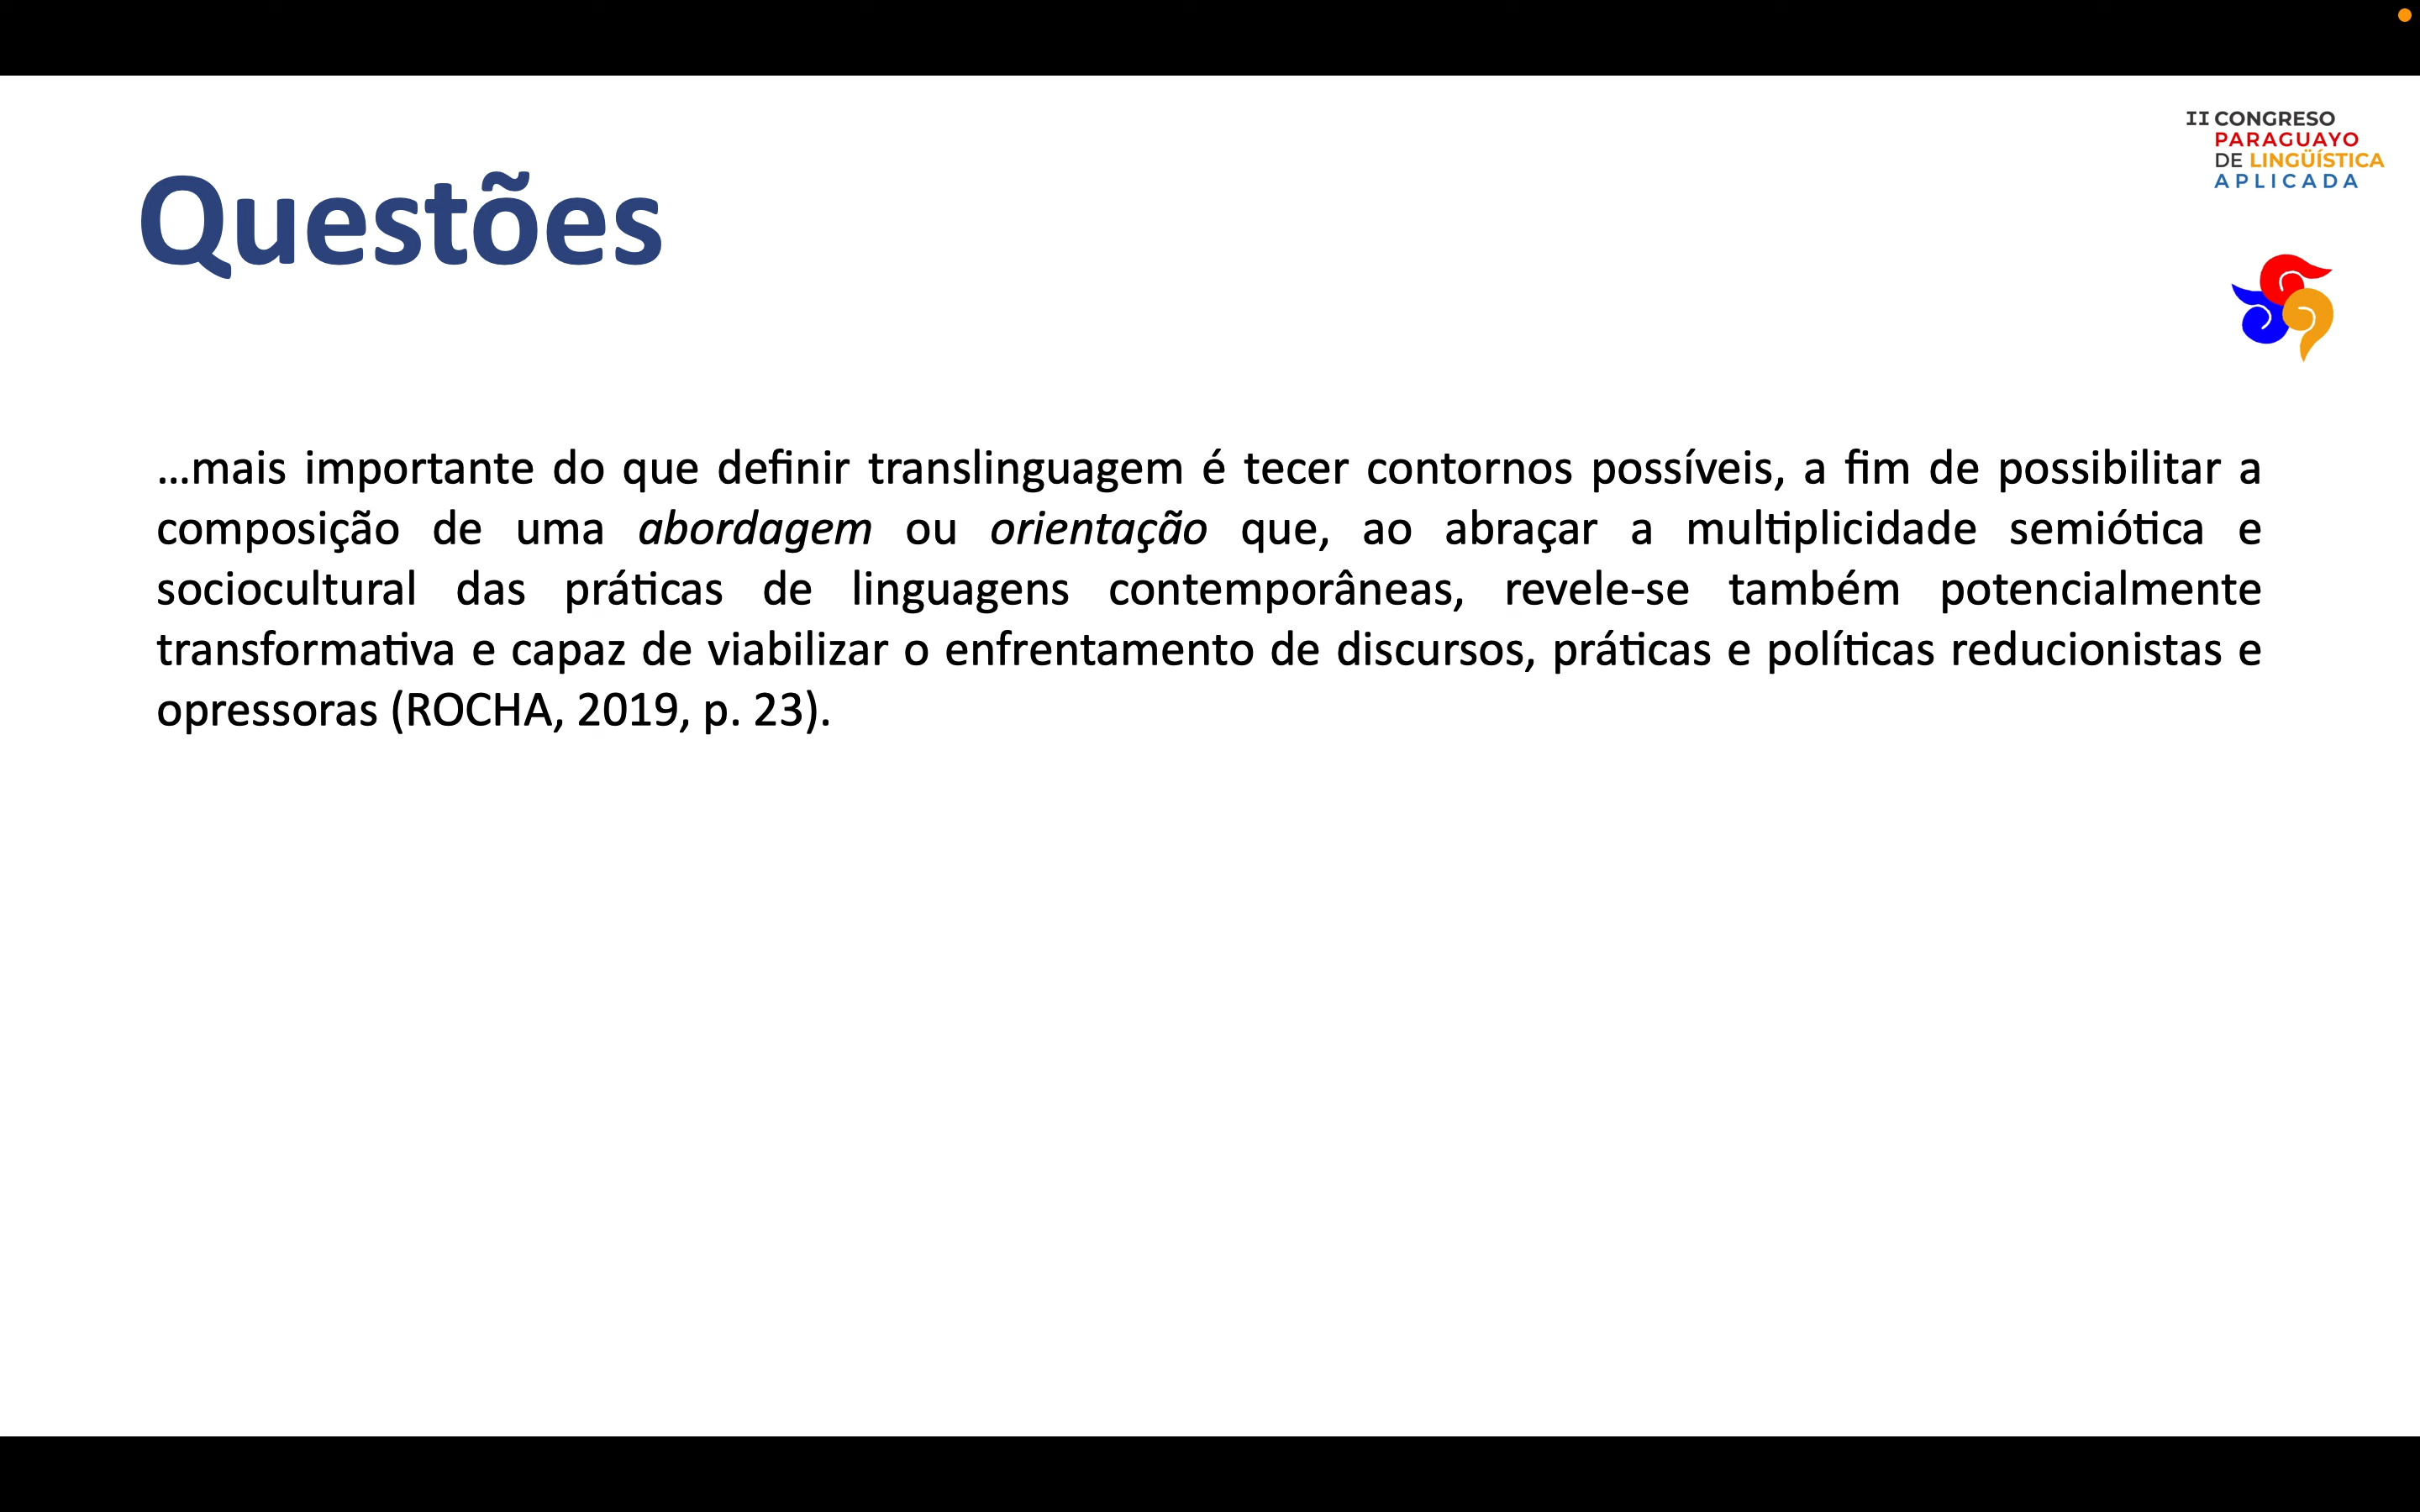 II CONGRESO
PARAGUAYO
DE LINGÜÍSTICA
APLICADA
Questões
...mais importante do que definir translinguagem é tecer contornos possíveis, a fim de possibilitar a
composição de uma abordagem ou orientação que, ao abraçar a multiplicidade semiótica e
sociocultural das práticas de linguagens contemporâneas, revele-se também potencialmente
transformativa e capaz de viabilizar o enfrentamento de discursos, práticas e políticas reducionistas e
opressoras (ROCHA, 2019, p. 23).